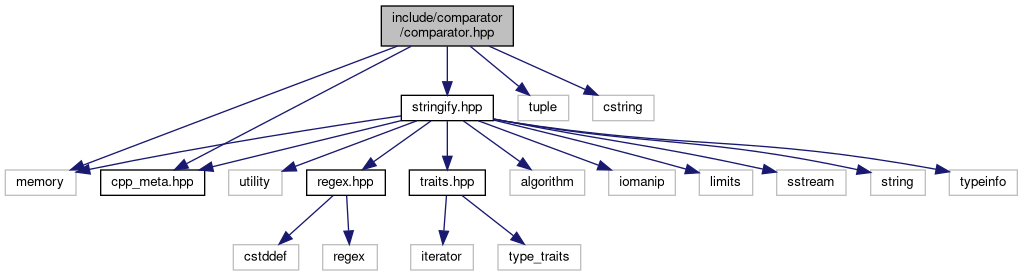 include/comparator
/comparator.hpp
stringify.hpp
tuple
cstring
memory
cpp_meta.hpp
utility
regex.hpp
traits.hpp
algorithm
iomanip
limits
sstream
string
typeinfo
cstddef
regex
iterator
type_traits